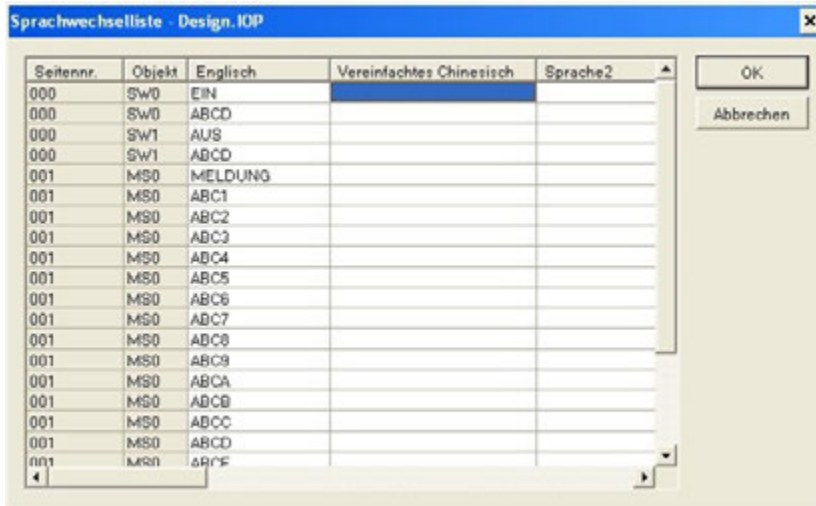 Sprachwechselliste - Design.IOP
Seitennr. Objekt Englisch Vereinfachtes Chinesisch Sprache2
000 SW0 EIN
000 SW0 ABCD
000 SW1 AUS
000 SW1 ABCD
001 MS0 MELDUNG
001 MS0 ABC1
001 MS0 ABC2
001 MS0 ABC3
001 MS0 ABC4
001 MS0 ABC5
001 MS0 ABC6
001 MS0 ABC7
001 MS0 ABC8
001 MS0 ABC9
001 MS0 ABCA
001 MS0 ABCB
001 MS0 ABCC
001 MS0 ABCD
001 MS0 ABCE
OK
Abbrechen